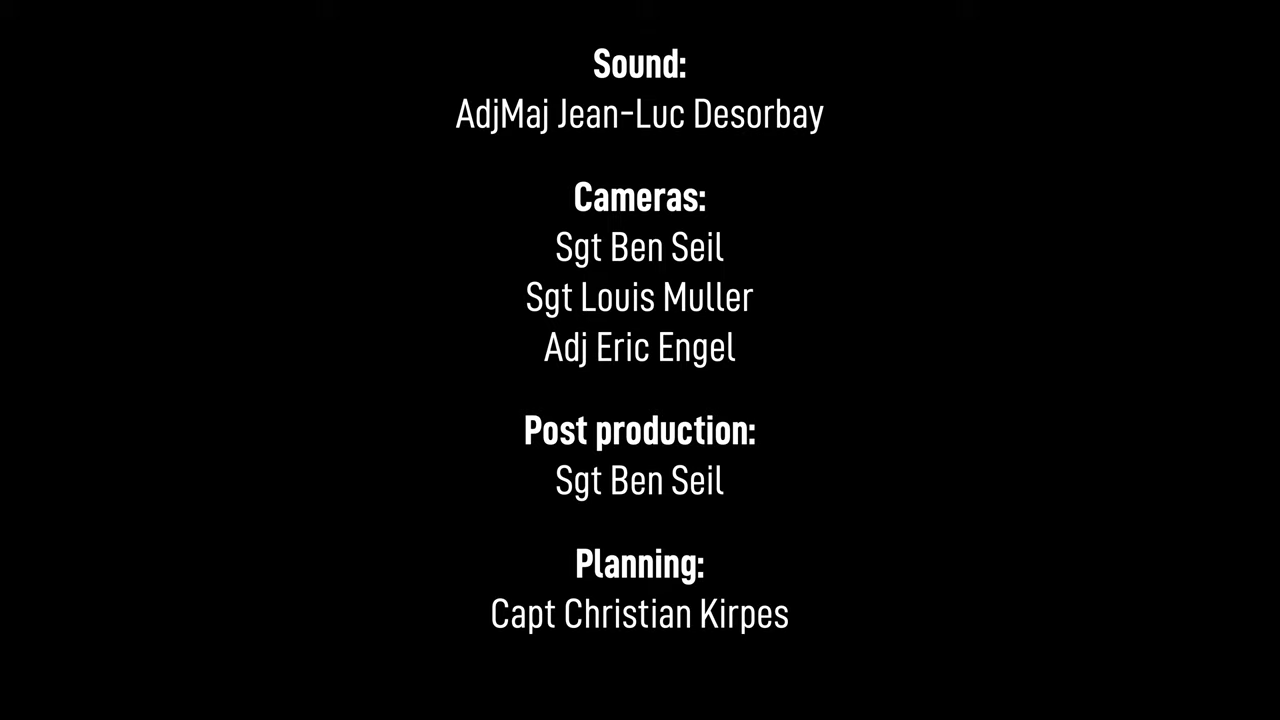 Sound:
AdjMaj Jean-Luc Desorbay
Cameras:
Sgt Ben Seil
Sgt Louis Muller
Adj Eric Engel
Post production:
Sgt Ben Seil
Planning:
Capt Christian Kirpes